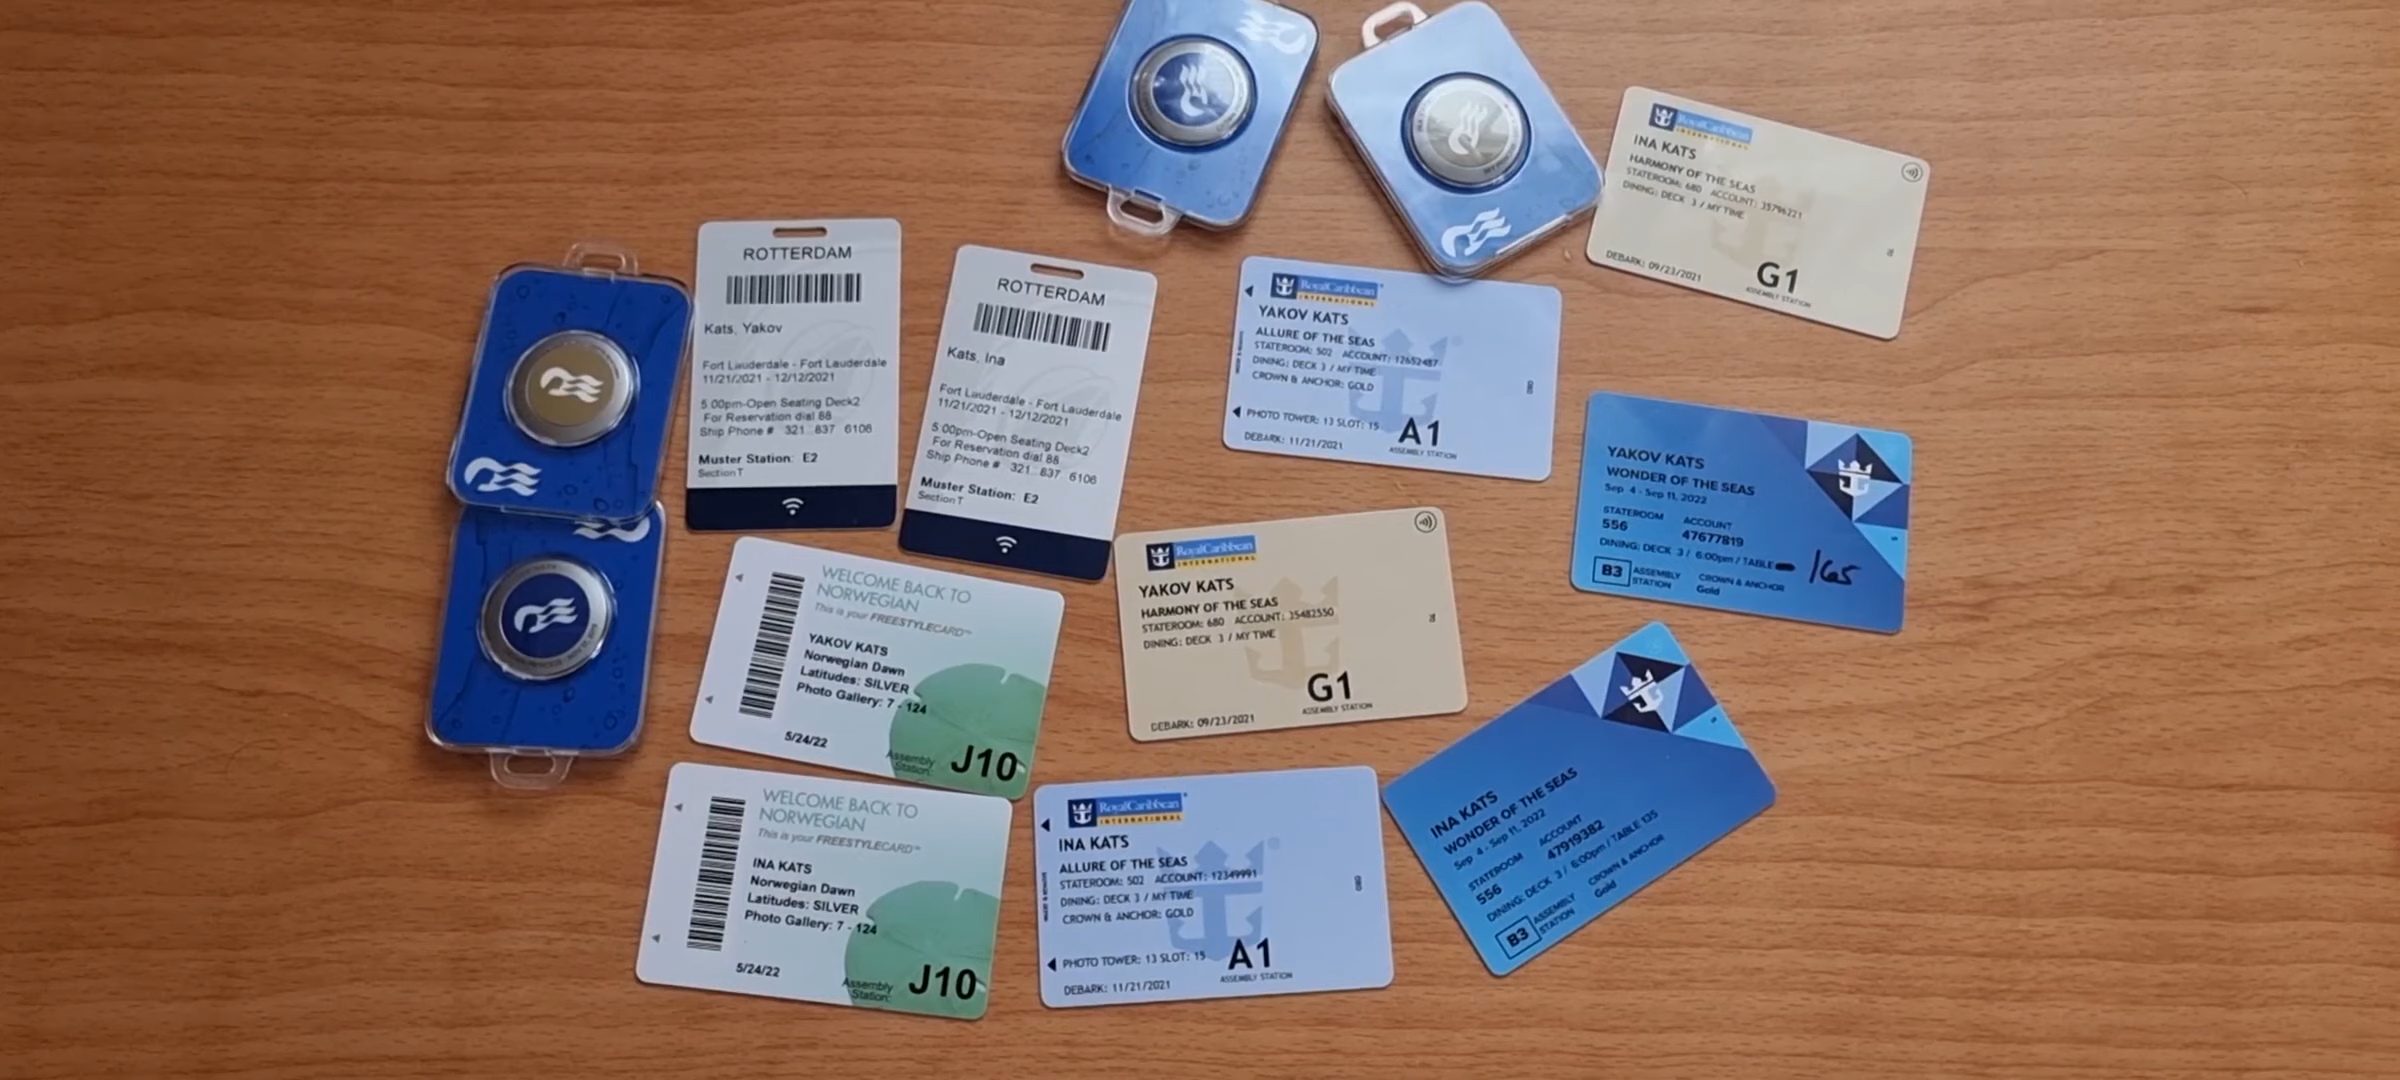 ROTTERDAM
Kats, Yakov
Fort Lauderdale - Fort Lauderdale
11/21/2021 - 12/12/2021
5:00pm-Open Seating Deck2
For Reservation dial 88
Ship Phone # 321 837 6106
Muster Station: E2
Section T
ROTTERDAM
Kats, Ina
Fort Lauderdale - Fort Lauderdale
11/21/2021 - 12/12/2021
5:00pm-Open Seating Deck2
For Reservation dial 88
Ship Phone # 321 837 6106
Muster Station: E2
Section T
RoyalCaribbean
INTERNATIONAL
YAKOV KATS
ALLURE OF THE SEAS
STATEROOM: 502 ACCOUNT: 12652487
DINING: DECK 3 / MY TIME
CROWN & ANCHOR: GOLD
PHOTO TOWER: 13 SLOT: 15
A1
DEBARK: 11/21/2021
ASSEMBLY STATION
RoyalCaribbean
INTERNATIONAL
INA KATS
HARMONY OF THE SEAS
STATEROOM: 680 ACCOUNT: 35796221
DINING: DECK 3 / MY TIME
DEBARK: 09/23/2021
G1
ASSEMBLY STATION
YAKOV KATS
WONDER OF THE SEAS
Sep 4 - Sep 11, 2022
STATEROOM ACCOUNT
556 47677819
DINING: DECK 3 / 6:00pm / TABLE 165
B3 ASSEMBLY STATION
CROWN & ANCHOR
Gold
WELCOME BACK TO
NORWEGIAN
This is your FREESTYLECARD™
YAKOV KATS
Norwegian Dawn
Latitudes: SILVER
Photo Gallery: 7 - 124
5/24/22
Assembly
Station:
J10
RoyalCaribbean
INTERNATIONAL
YAKOV KATS
HARMONY OF THE SEAS
STATEROOM: 680 ACCOUNT: 35482550
DINING: DECK 3 / MY TIME
G1
DEBARK: 09/23/2021
ASSEMBLY STATION
WELCOME BACK TO
NORWEGIAN
This is your FREESTYLECARD™
INA KATS
Norwegian Dawn
Latitudes: SILVER
Photo Gallery: 7 - 124
5/24/22
Assembly
Station:
J10
RoyalCaribbean
INTERNATIONAL
INA KATS
ALLURE OF THE SEAS
STATEROOM: 502 ACCOUNT: 12349991
DINING: DECK 3 / MY TIME
CROWN & ANCHOR: GOLD
PHOTO TOWER: 13 SLOT: 15
A1
DEBARK: 11/21/2021
ASSEMBLY STATION
INA KATS
WONDER OF THE SEAS
Sep 4 - Sep 11, 2022
STATEROOM ACCOUNT
556 47919382
DINING: DECK 3 / 6:00pm / TABLE 135
B3 ASSEMBLY STATION
CROWN & ANCHOR
Gold